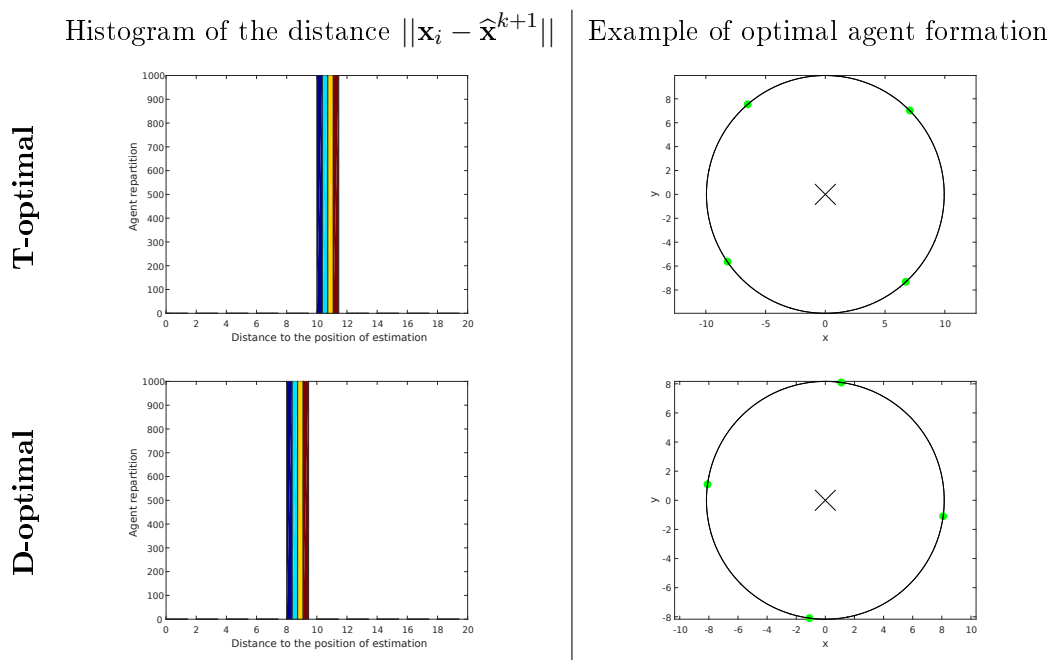 Histogram of the distance ||x_i − x̂^{k+1}||
Example of optimal agent formation
T-optimal
1000
900
800
700
600
500
400
300
200
100
0
Agent repartition
0 2 4 6 8 10 12 14 16 18 20
Distance to the position of estimation
8
6
4
2
0
-2
-4
-6
-8
y
-10 -5 0 5 10
x
D-optimal
1000
900
800
700
600
500
400
300
200
100
0
Agent repartition
0 2 4 6 8 10 12 14 16 18 20
Distance to the position of estimation
8
6
4
2
0
-2
-4
-6
-8
y
-10 -8 -6 -4 -2 0 2 4 6 8 10
x